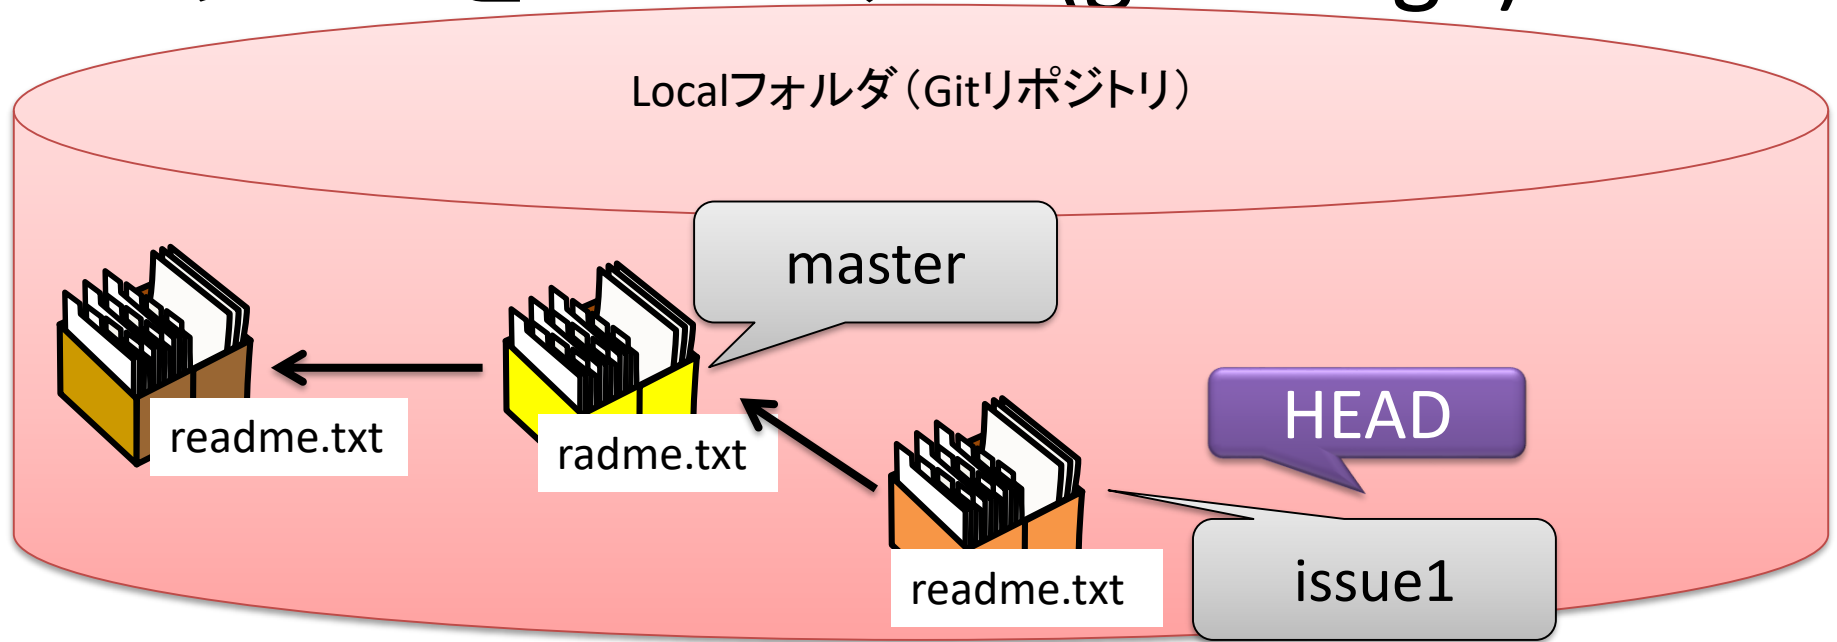 Localフォルダ（Gitリポジトリ）
master
HEAD
readme.txt
radme.txt
readme.txt
issue1